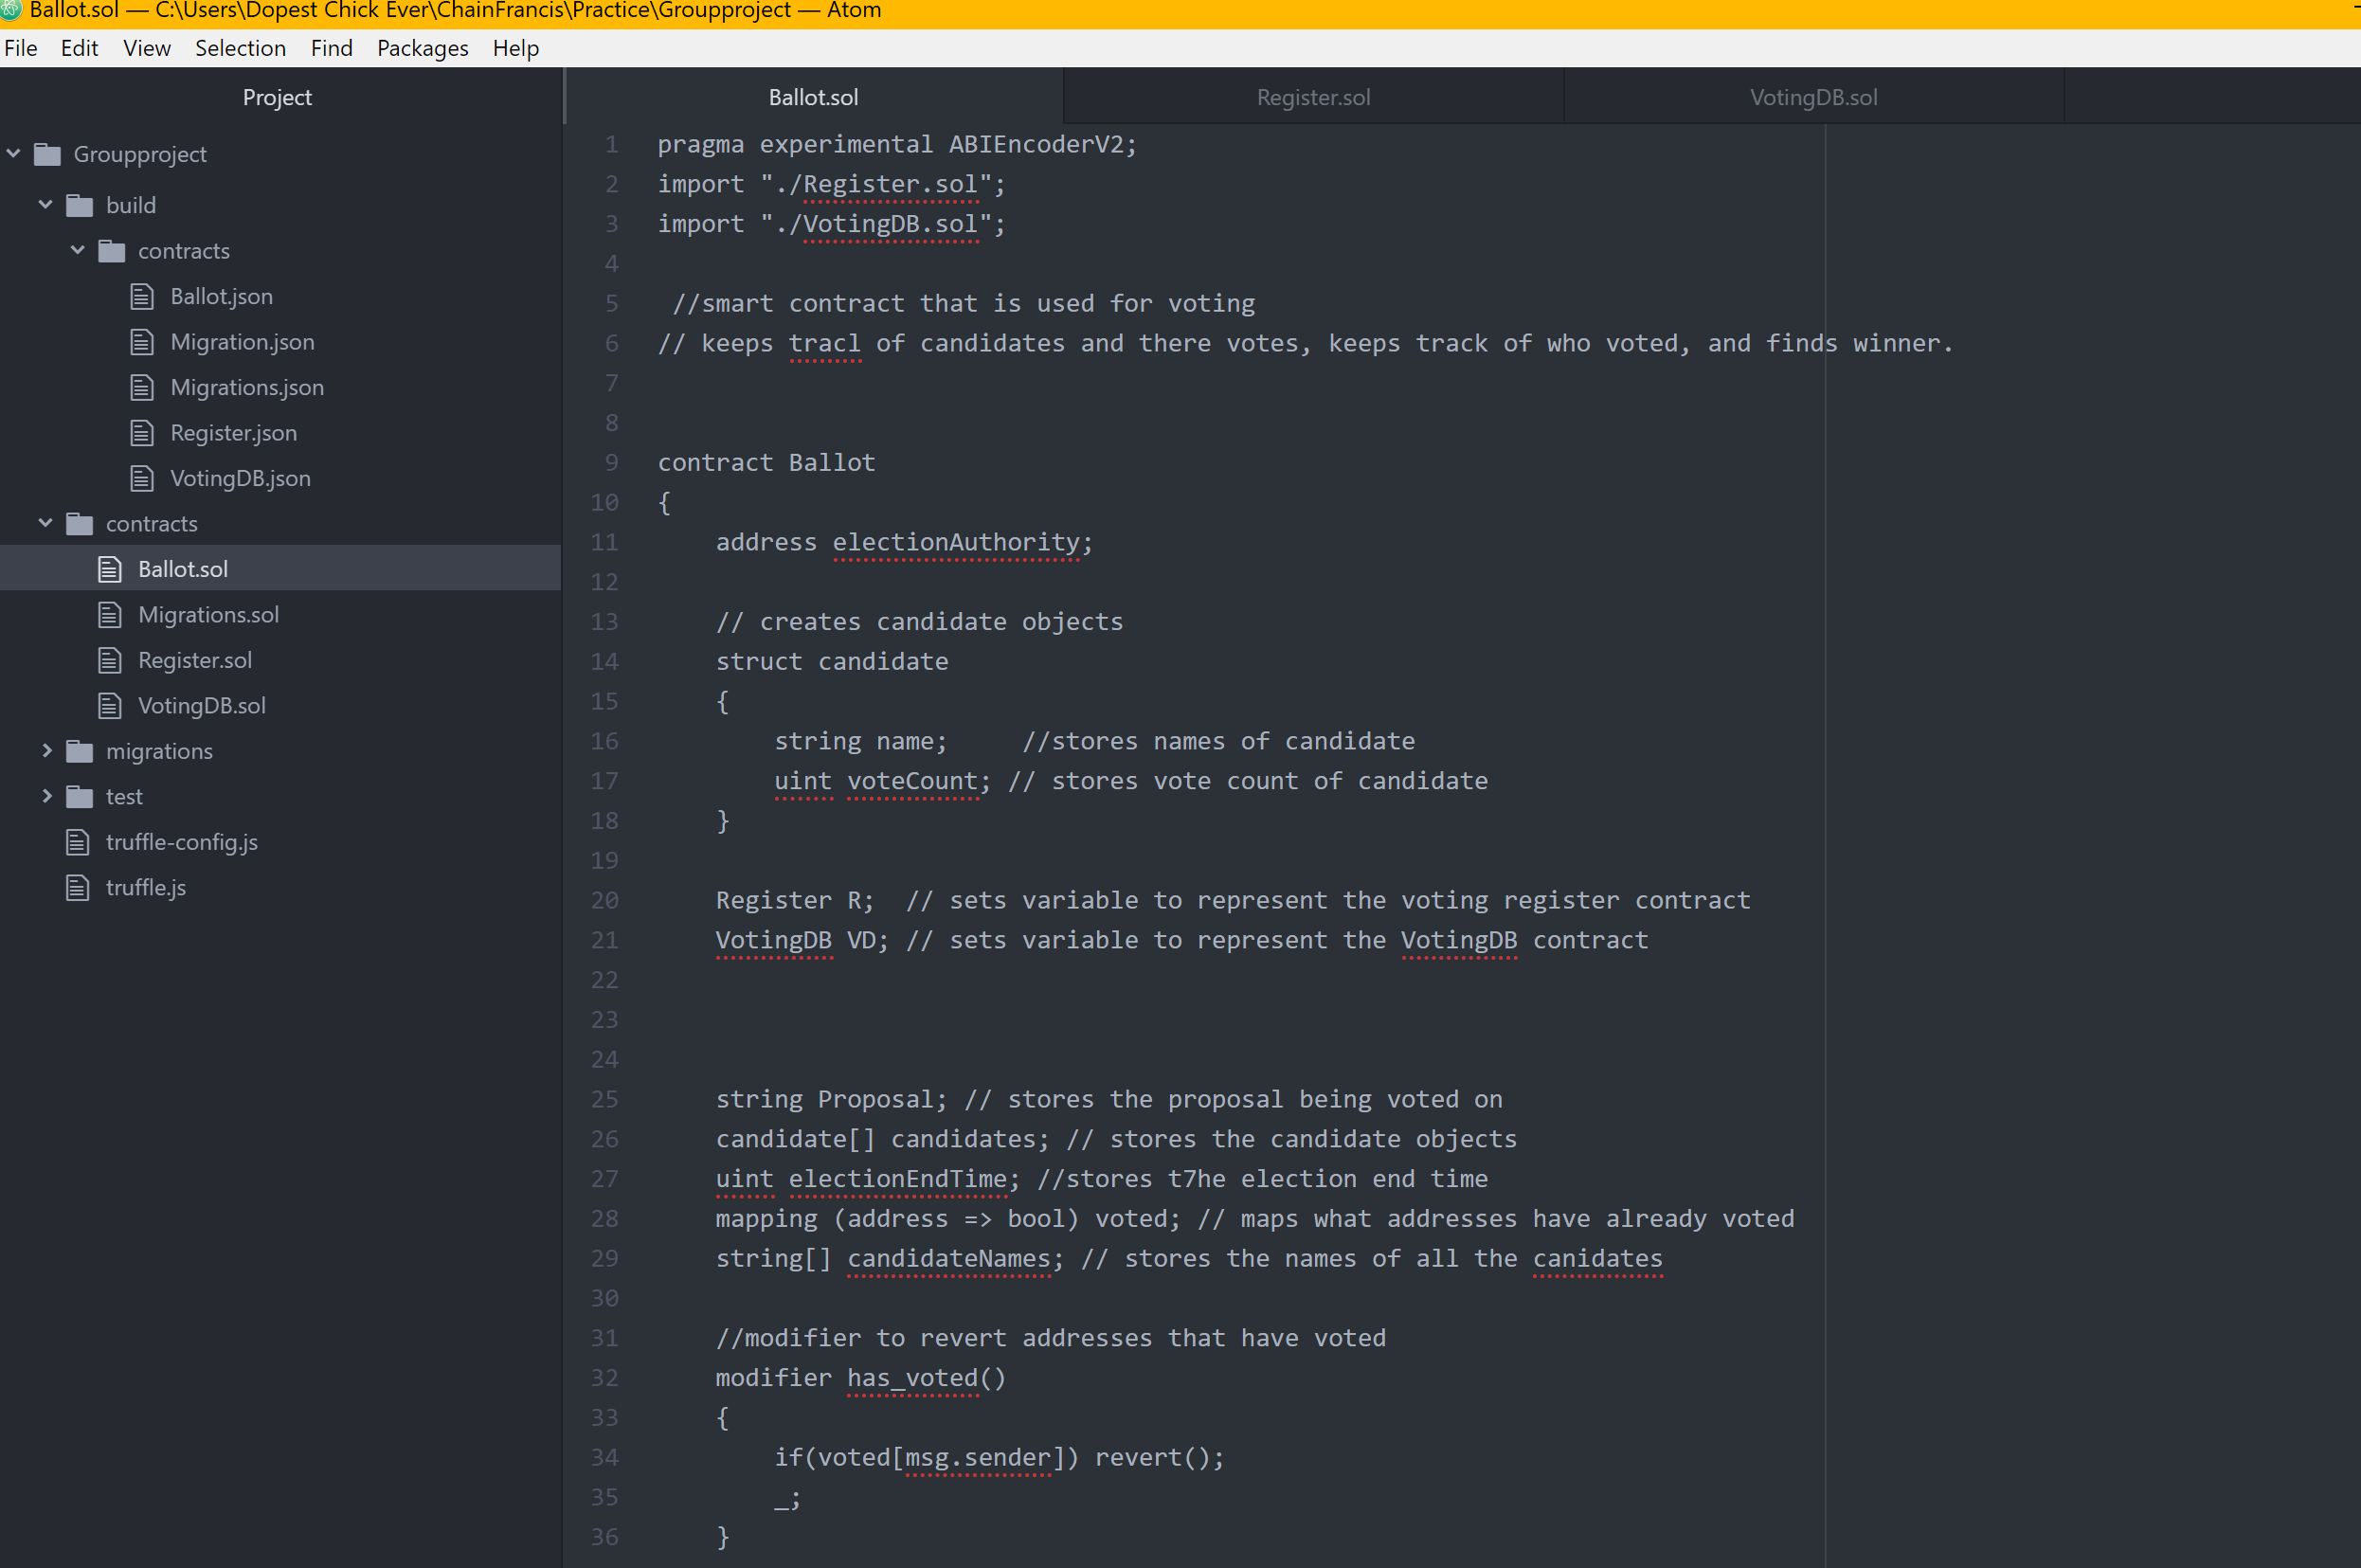 Ballot.sol — C:\Users\Dopest Chick Ever\ChainFrancis\Practice\Groupproject — Atom
File Edit View Selection Find Packages Help
Project
Groupproject
build
contracts
Ballot.json
Migration.json
Migrations.json
Register.json
VotingDB.json
contracts
Ballot.sol
Migrations.sol
Register.sol
VotingDB.sol
migrations
test
truffle-config.js
truffle.js
Ballot.sol Register.sol VotingDB.sol
1 pragma experimental ABIEncoderV2;
2 import "./Register.sol";
3 import "./VotingDB.sol";
4
5 //smart contract that is used for voting
6 // keeps tracl of candidates and there votes, keeps track of who voted, and finds winner.
7
8
9 contract Ballot
10 {
11 address electionAuthority;
12
13 // creates candidate objects
14 struct candidate
15 {
16 string name; //stores names of candidate
17 uint voteCount; // stores vote count of candidate
18 }
19
20 Register R; // sets variable to represent the voting register contract
21 VotingDB VD; // sets variable to represent the VotingDB contract
22
23
24
25 string Proposal; // stores the proposal being voted on
26 candidate[] candidates; // stores the candidate objects
27 uint electionEndTime; //stores t7he election end time
28 mapping (address => bool) voted; // maps what addresses have already voted
29 string[] candidateNames; // stores the names of all the canidates
30
31 //modifier to revert addresses that have voted
32 modifier has_voted()
33 {
34 if(voted[msg.sender]) revert();
35 _;
36 }